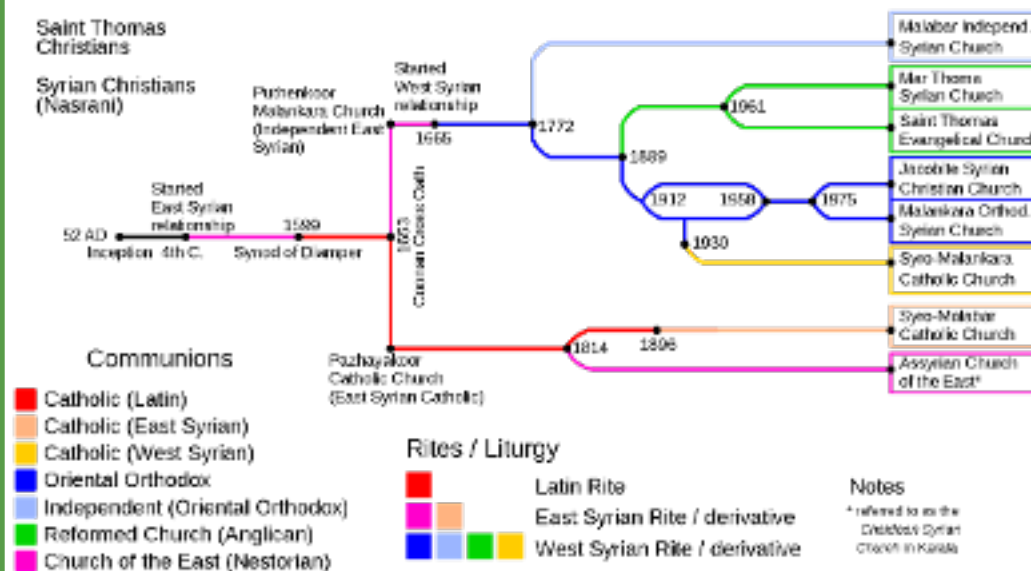 Saint Thomas
Christians
Syrian Christians
(Nasrani)
52 AD
Inception
Started
East Syrian
relationship
4th C.
1599
Synod of Diamper
1653
Coonan Cross Oath
Puthenkoor
Malankara Church
(Independent East
Syrian)
Started
West Syrian
relationship
1665
1772
1889
1961
1912
1958
1975
1930
Pazhayakoor
Catholic Church
(East Syrian Catholic)
1814
1896
Malabar Independ.
Syrian Church
Mar Thoma
Syrian Church
Saint Thomas
Evangelical Church
Jacobite Syrian
Christian Church
Malankara Orthod.
Syrian Church
Syro-Malankara
Catholic Church
Syro-Malabar
Catholic Church
Assyrian Church
of the East*
Communions
Catholic (Latin)
Catholic (East Syrian)
Catholic (West Syrian)
Oriental Orthodox
Independent (Oriental Orthodox)
Reformed Church (Anglican)
Church of the East (Nestorian)
Rites / Liturgy
Latin Rite
East Syrian Rite / derivative
West Syrian Rite / derivative
Notes
* referred to as the
Chaldean Syrian
Church in Kerala